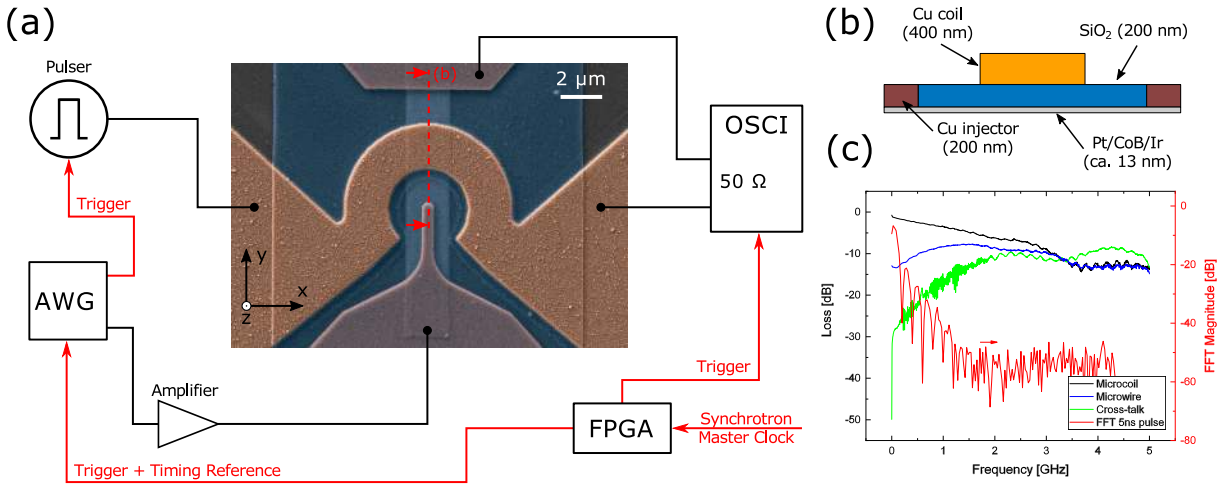 (a)
Pulser
Trigger
AWG
Amplifier
Trigger + Timing Reference
(b)
2 µm
y
x
z
OSCI
50 Ω
Trigger
FPGA
Synchrotron
Master Clock
(b)
Cu coil
(400 nm)
SiO2 (200 nm)
Cu injector
(200 nm)
Pt/CoB/Ir
(ca. 13 nm)
(c)
Loss [dB]
0
-10
-20
-30
-40
-50
0 1 2 3 4 5
Frequency [GHz]
0
-20
-40
-60
-80
FFT Magnitude [dB]
Microcoil
Microwire
Cross-talk
FFT 5ns pulse